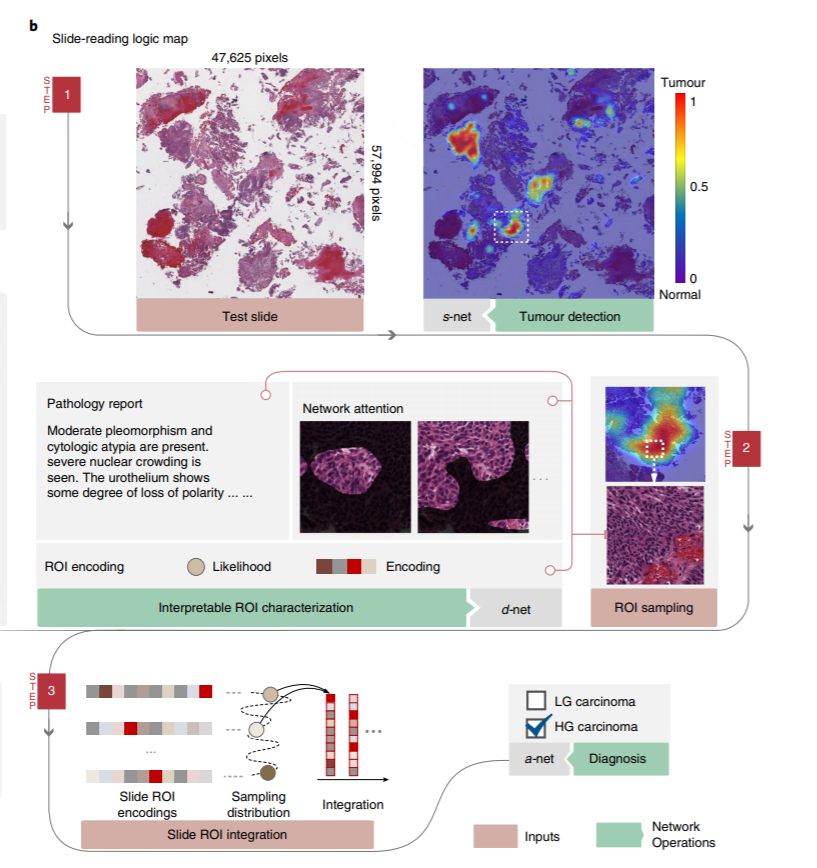 b
Slide-reading logic map
47,625 pixels
STEP
1
57,994 pixels
Tumour
1
0.5
0
Normal
Test slide
s-net
Tumour detection
Pathology report
Moderate pleomorphism and
cytologic atypia are present.
severe nuclear crowding is
seen. The urothelium shows
some degree of loss of polarity ... ...
Network attention
...
STEP
2
ROI encoding
Likelihood
Encoding
Interpretable ROI characterization
d-net
ROI sampling
STEP
3
...
...
Slide ROI
encodings
Sampling
distribution
Integration
Slide ROI integration
LG carcinoma
HG carcinoma
a-net
Diagnosis
Inputs
Network
Operations